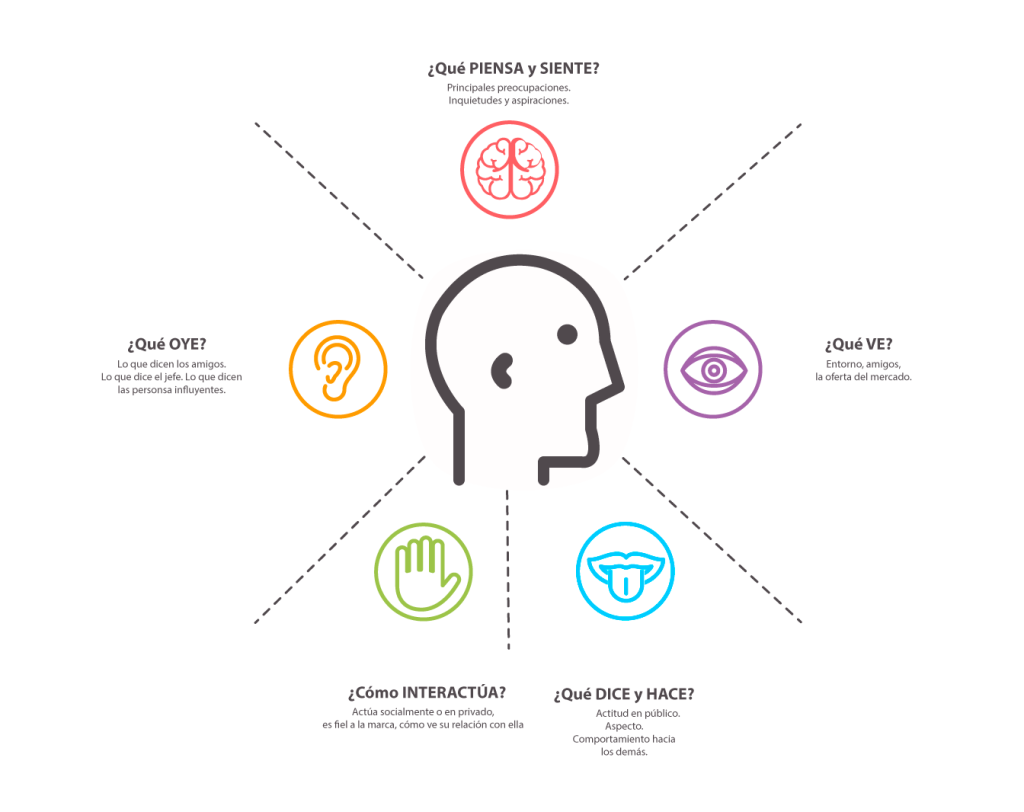 ¿Qué PIENSA y SIENTE?
Principales preocupaciones.
Inquietudes y aspiraciones.
¿Qué OYE?
Lo que dicen los amigos.
Lo que dice el jefe. Lo que dicen
las personsa influyentes.
¿Qué VE?
Entorno, amigos,
la oferta del mercado.
¿Cómo INTERACTÚA?
Actúa socialmente o en privado,
es fiel a la marca, cómo ve su relación con ella
¿Qué DICE y HACE?
Actitud en público.
Aspecto.
Comportamiento hacia
los demás.